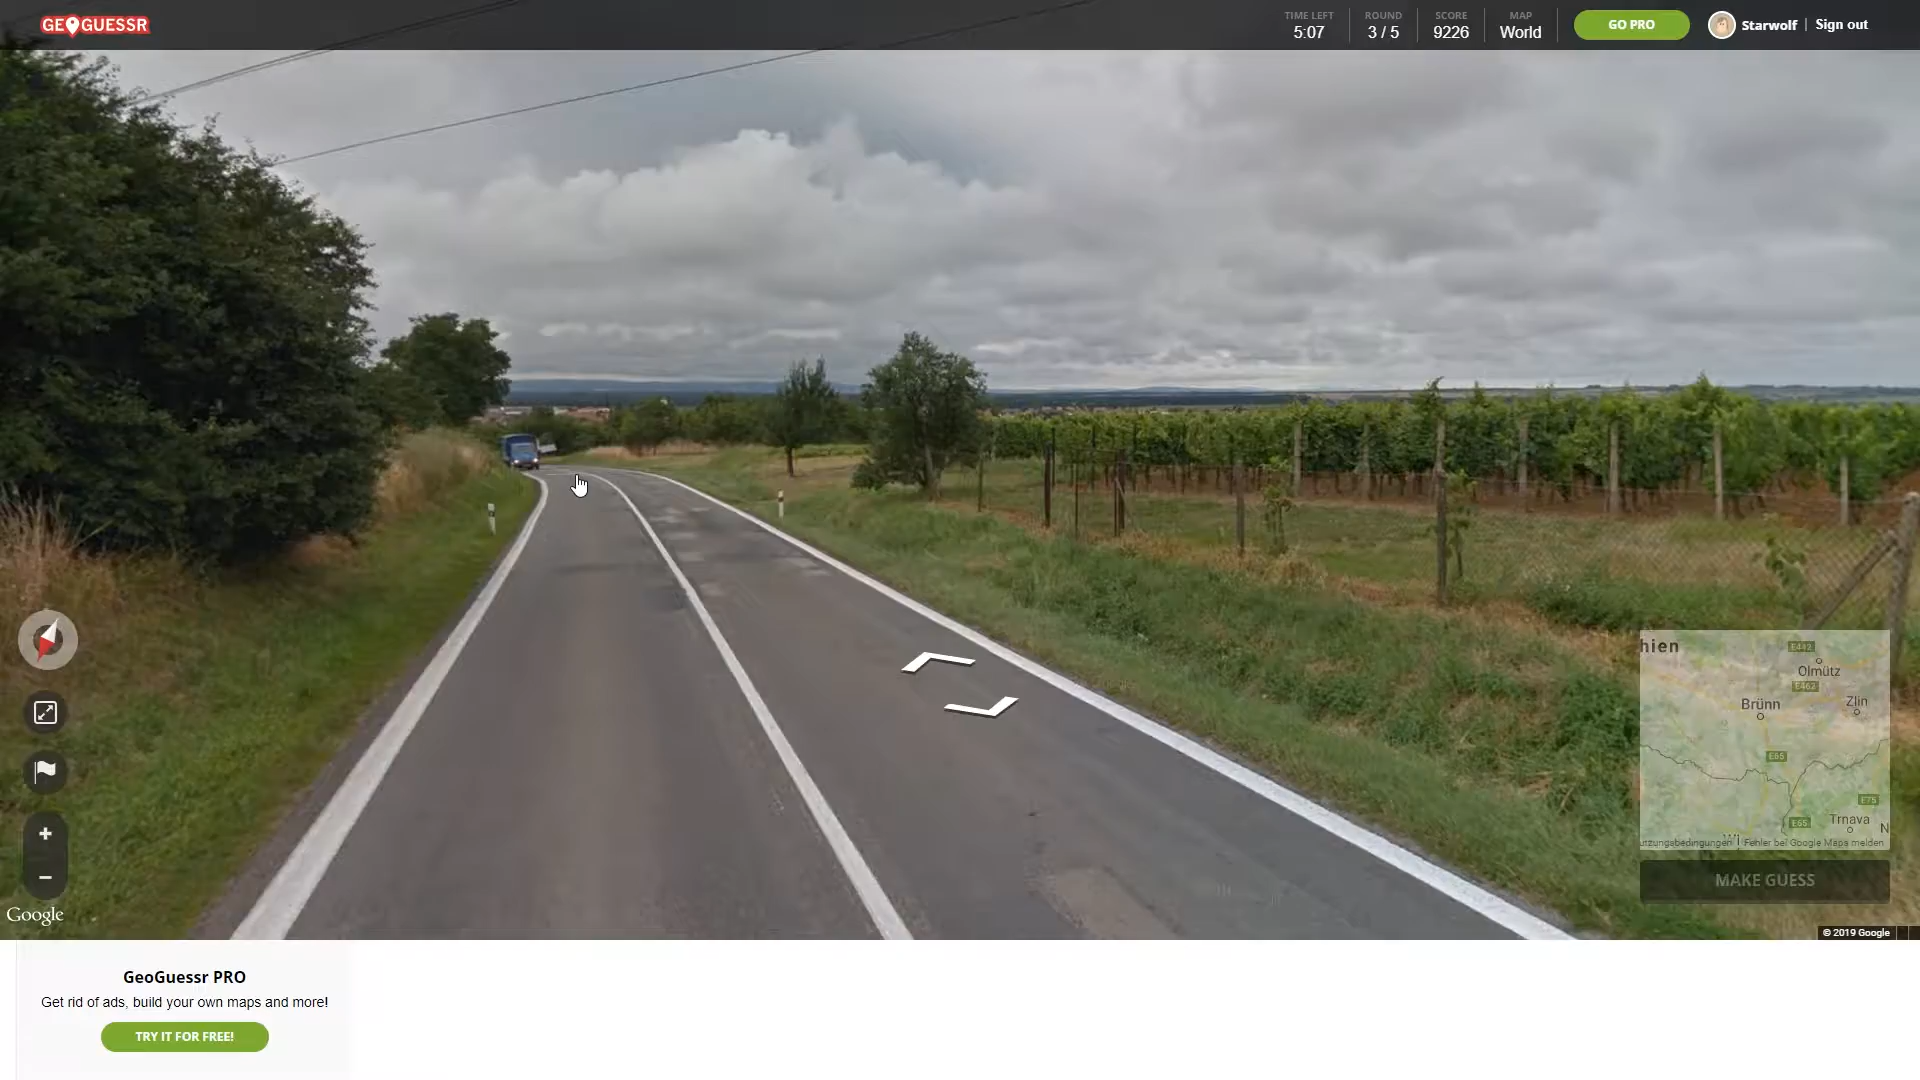 GEOGUESSR
TIME LEFT
5:07
ROUND
3 / 5
SCORE
9226
MAP
World
GO PRO
Starwolf
Sign out
hien
E442
Olmütz
E462
Brünn
Zlin
E65
E75
E65
Trnava
N
Wi
utzungsbedingungen
Fehler bei Google Maps melden
MAKE GUESS
Google
© 2019 Google
GeoGuessr PRO
Get rid of ads, build your own maps and more!
TRY IT FOR FREE!